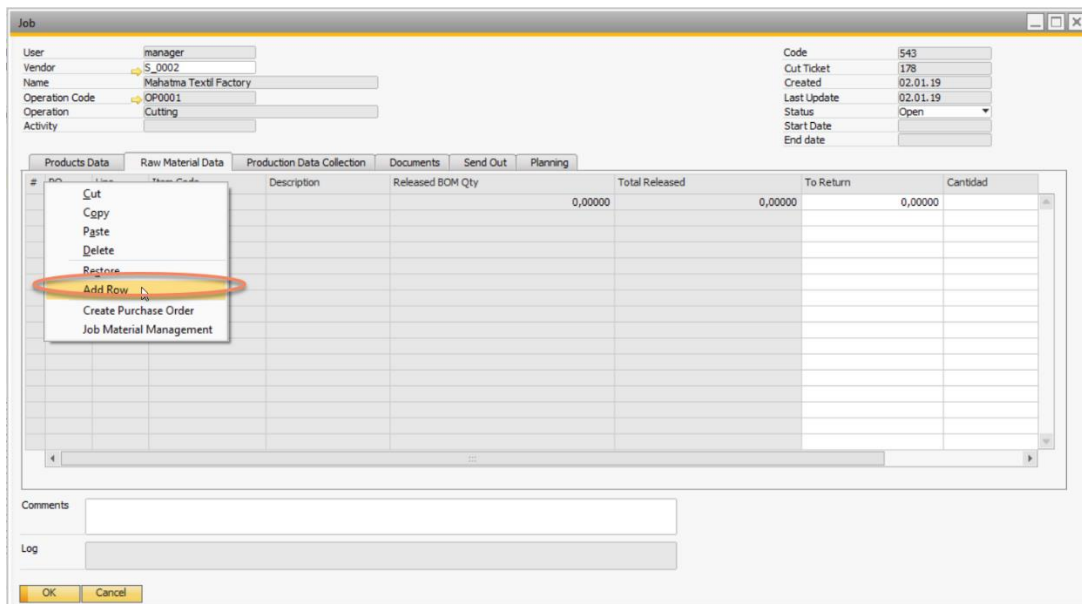 Job
User manager
Vendor S_0002
Name Mahatma Textil Factory
Operation Code OP0001
Operation Cutting
Activity
Code 543
Cut Ticket 178
Created 02.01.19
Last Update 02.01.19
Status Open
Start Date
End date
Products Data Raw Material Data Production Data Collection Documents Send Out Planning
# PO Line Item Code Description Released BOM Qty Total Released To Return Cantidad
0,00000 0,00000 0,00000
Cut
Copy
Paste
Delete
Restore
Add Row
Create Purchase Order
Job Material Management
Comments
Log
OK Cancel